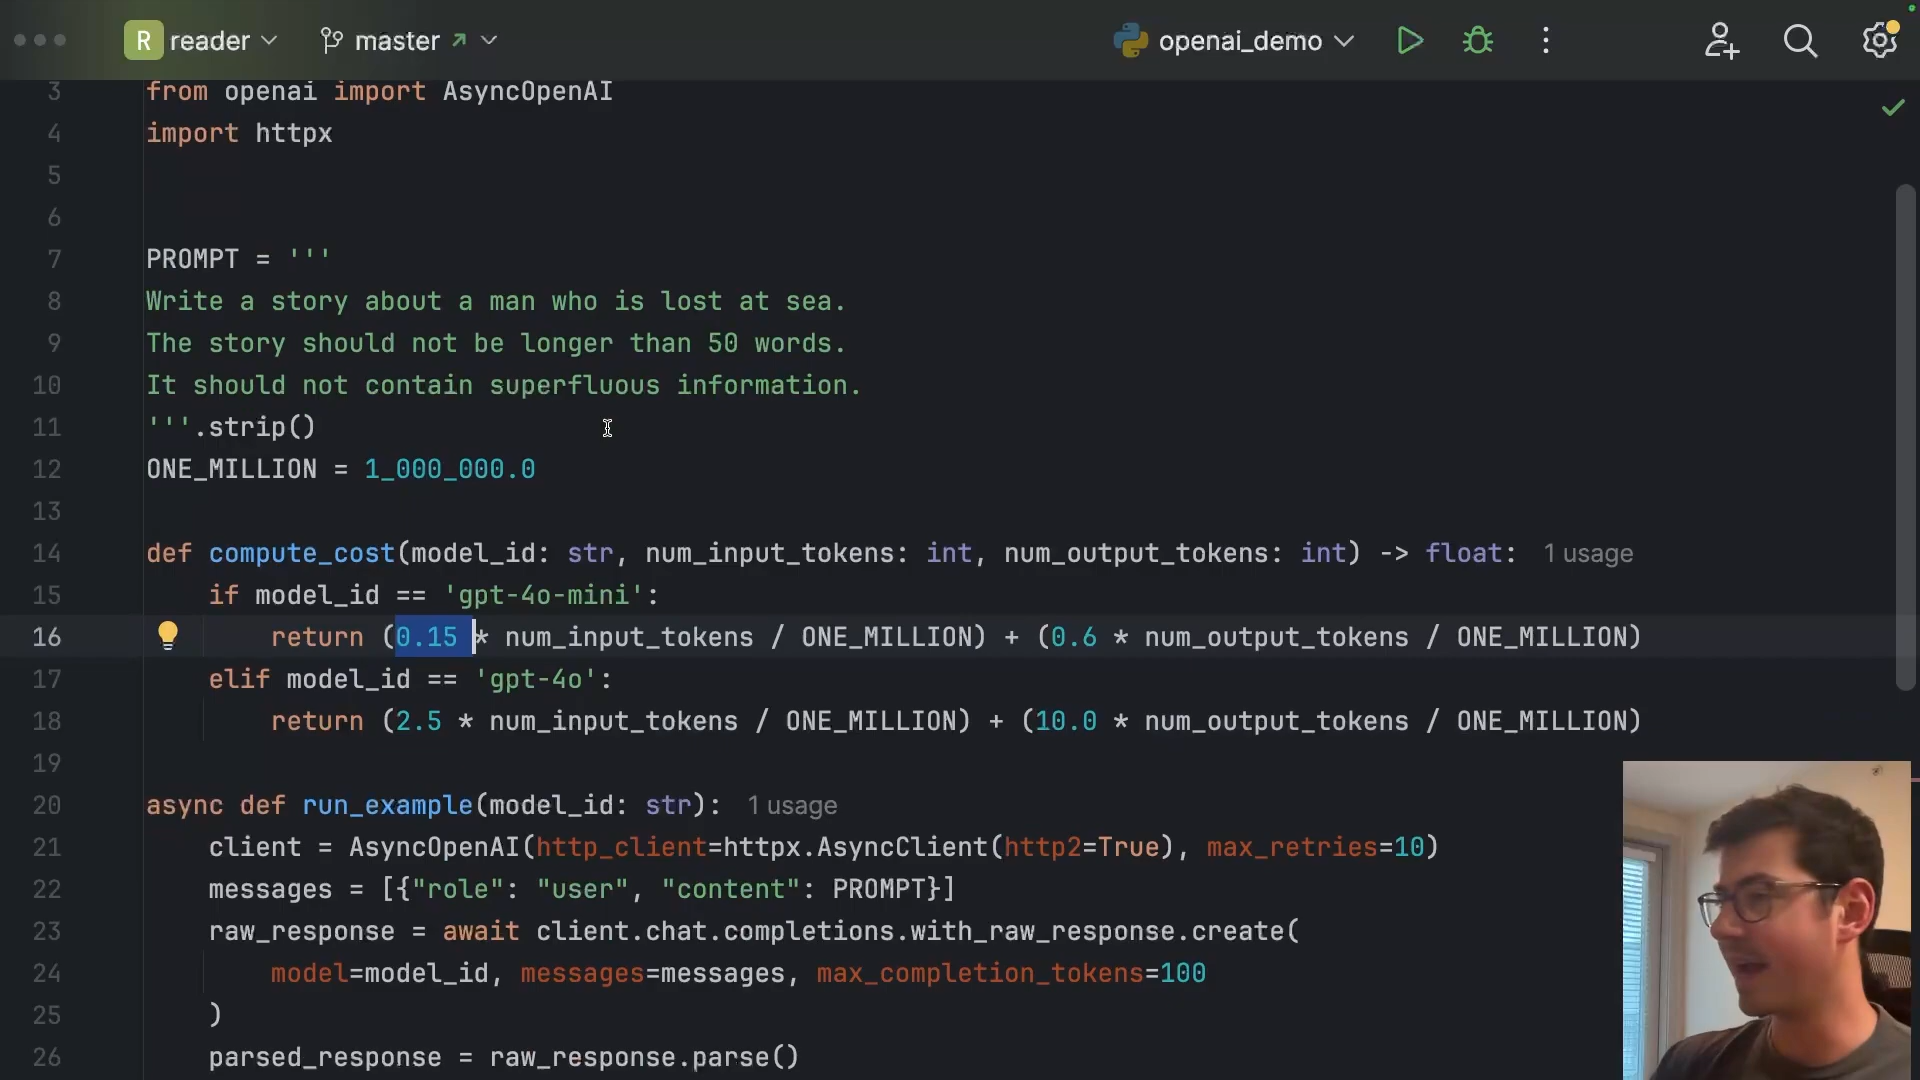 R reader master openai_demo
3 from openai import AsyncOpenAI
4 import httpx
5
6
7 PROMPT = '''
8 Write a story about a man who is lost at sea.
9 The story should not be longer than 50 words.
10 It should not contain superfluous information.
11 '''.strip()
12 ONE_MILLION = 1_000_000.0
13
14 def compute_cost(model_id: str, num_input_tokens: int, num_output_tokens: int) -> float: 1 usage
15 if model_id == 'gpt-4o-mini':
16 return (0.15 * num_input_tokens / ONE_MILLION) + (0.6 * num_output_tokens / ONE_MILLION)
17 elif model_id == 'gpt-4o':
18 return (2.5 * num_input_tokens / ONE_MILLION) + (10.0 * num_output_tokens / ONE_MILLION)
19
20 async def run_example(model_id: str): 1 usage
21 client = AsyncOpenAI(http_client=httpx.AsyncClient(http2=True), max_retries=10)
22 messages = [{"role": "user", "content": PROMPT}]
23 raw_response = await client.chat.completions.with_raw_response.create(
24 model=model_id, messages=messages, max_completion_tokens=100
25 )
26 parsed_response = raw_response.parse()